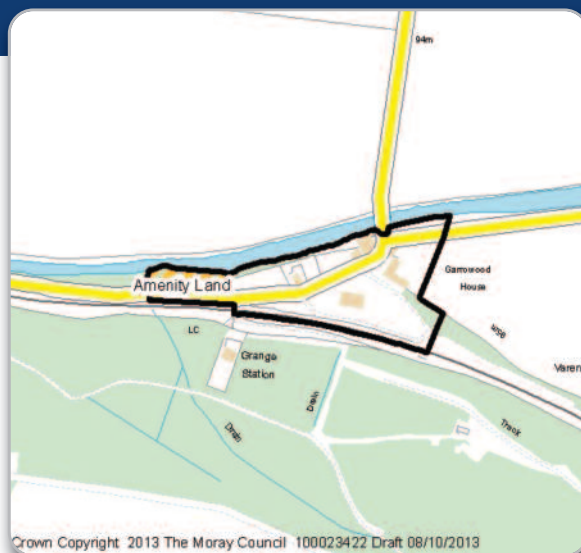 94m
Amenity Land
Garrowood
House
LC
WSB
Grange
Station
Varen
Drain
Drain
Track
Crown Copyright 2013 The Moray Council 100023422 Draft 08/10/2013